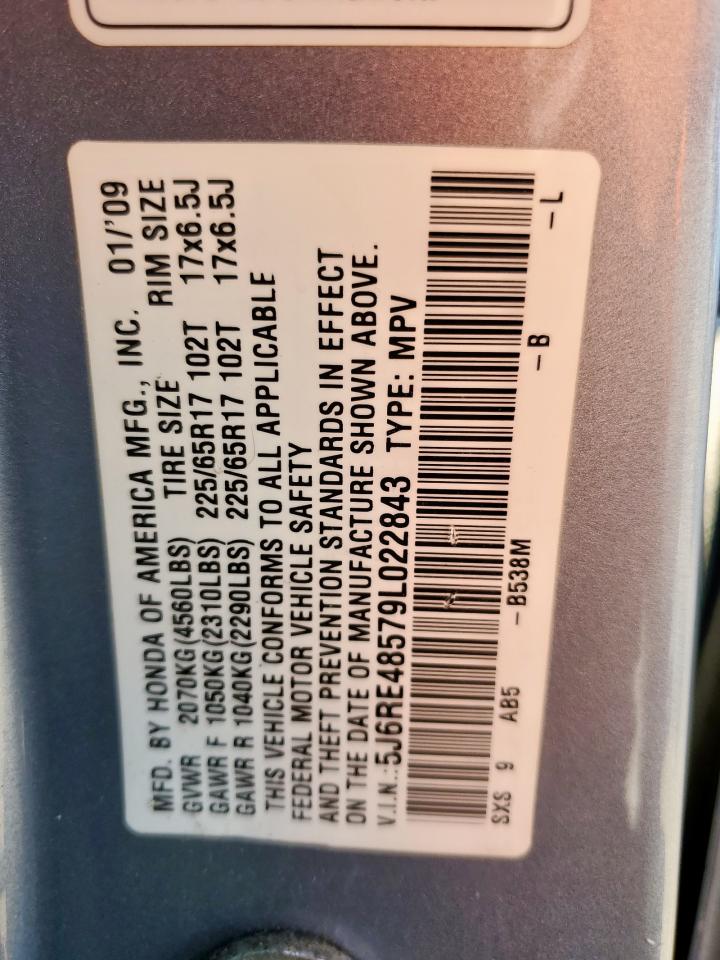 MFD. BY HONDA OF AMERICA MFG., INC. 01/'09
TIRE SIZE RIM SIZE
GVWR 2070KG(4560LBS)
GAWR F 1050KG(2310LBS) 225/65R17 102T 17x6.5J
GAWR R 1040KG(2290LBS) 225/65R17 102T 17x6.5J
THIS VEHICLE CONFORMS TO ALL APPLICABLE
FEDERAL MOTOR VEHICLE SAFETY
AND THEFT PREVENTION STANDARDS IN EFFECT
ON THE DATE OF MANUFACTURE SHOWN ABOVE.
V.I.N.:5J6RE48579L022843 TYPE: MPV
SXS 9 AB5 -B538M -B -L